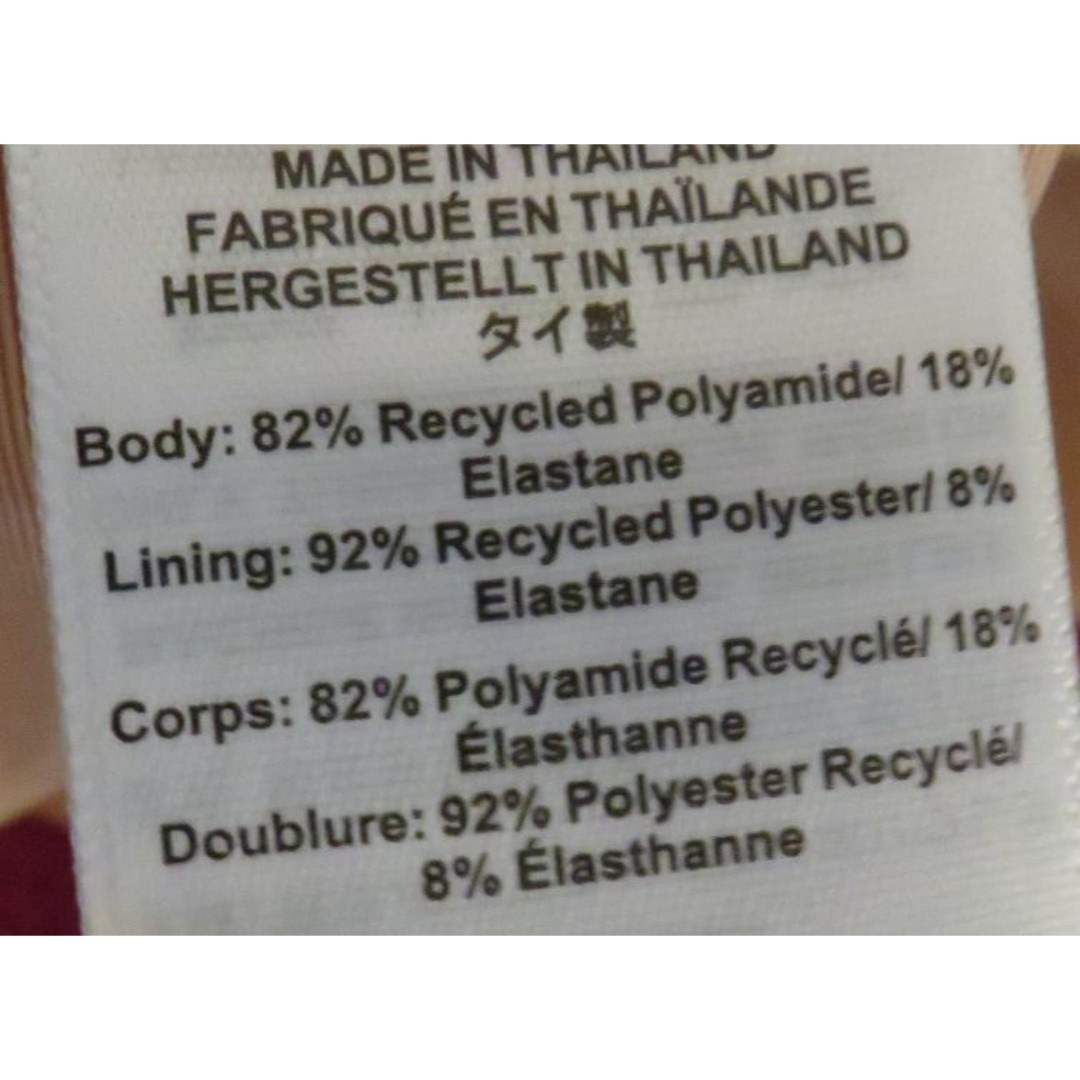 MADE IN THAILAND
FABRIQUÉ EN THAÏLANDE
HERGESTELLT IN THAILAND
タイ製
Body: 82% Recycled Polyamide/ 18%
Elastane
Lining: 92% Recycled Polyester/ 8%
Elastane
Corps: 82% Polyamide Recyclé/ 18%
Élasthanne
Doublure: 92% Polyester Recyclé/
8% Élasthanne